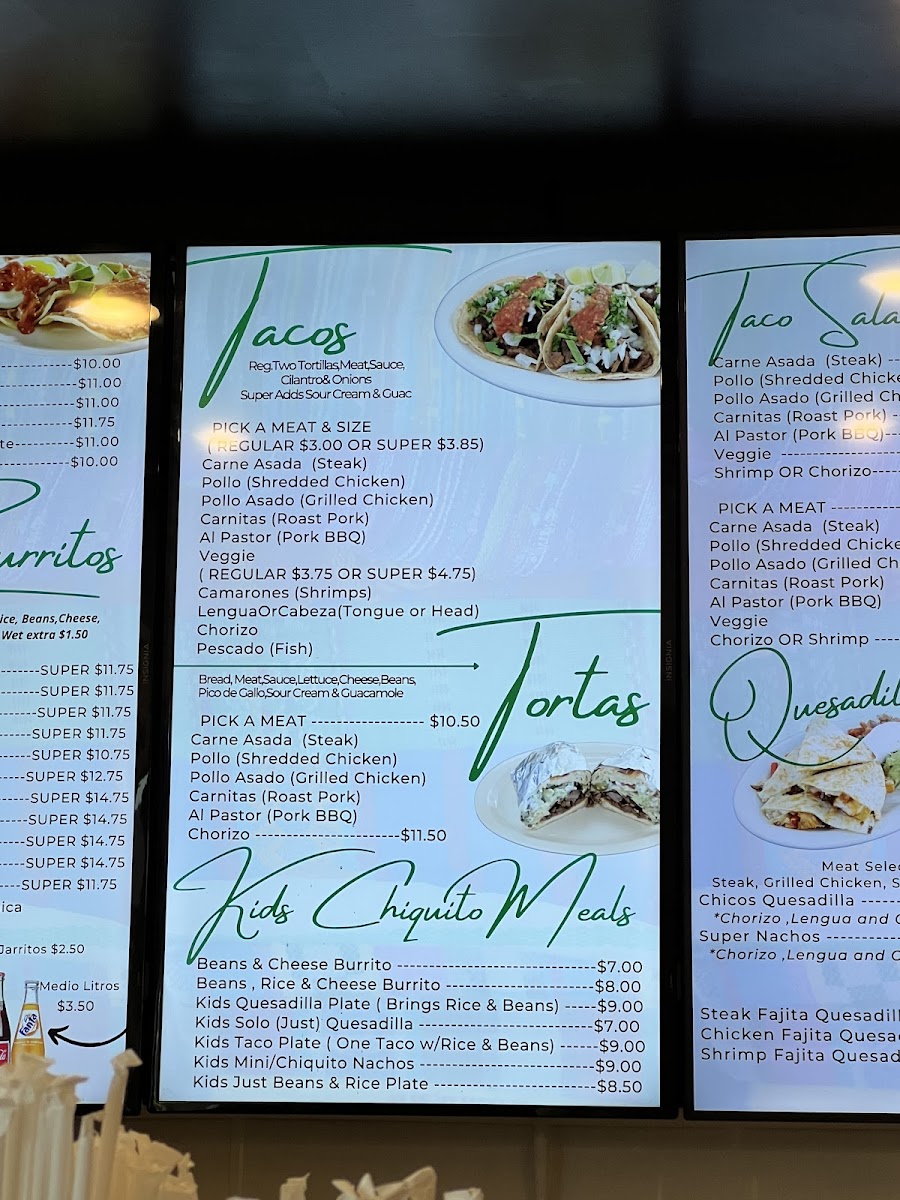 $10.00
$11.00
$11.00
$11.75
te----------$11.00
$10.00
urritos
ice, Beans,Cheese,
Wet extra $1.50
SUPER $11.75
SUPER $11.75
SUPER $11.75
SUPER $11.75
SUPER $10.75
SUPER $12.75
SUPER $14.75
SUPER $14.75
SUPER $14.75
SUPER $14.75
SUPER $11.75
ica
Jarritos $2.50
Medio Litros
$3.50
Fanta
INSIGNIA
Tacos
Reg.Two Tortillas,Meat,Sauce,
Cilantro& Onions
Super Adds Sour Cream & Guac
PICK A MEAT & SIZE
( REGULAR $3.00 OR SUPER $3.85)
Carne Asada (Steak)
Pollo (Shredded Chicken)
Pollo Asado (Grilled Chicken)
Carnitas (Roast Pork)
Al Pastor (Pork BBQ)
Veggie
( REGULAR $3.75 OR SUPER $4.75)
Camarones (Shrimps)
LenguaOrCabeza(Tongue or Head)
Chorizo
Pescado (Fish)
Tortas
Bread, Meat,Sauce,Lettuce,Cheese,Beans,
Pico de Gallo,Sour Cream & Guacamole
PICK A MEAT ----------------- $10.50
Carne Asada (Steak)
Pollo (Shredded Chicken)
Pollo Asado (Grilled Chicken)
Carnitas (Roast Pork)
Al Pastor (Pork BBQ)
Chorizo -----------------------$11.50
Kids Chiquito Meals
Beans & Cheese Burrito -------------------------------$7.00
Beans , Rice & Cheese Burrito -----------------------$8.00
Kids Quesadilla Plate ( Brings Rice & Beans) -----$9.00
Kids Solo (Just) Quesadilla ----------------------------$7.00
Kids Taco Plate ( One Taco w/Rice & Beans) ------$9.00
Kids Mini/Chiquito Nachos ----------------------------$9.00
Kids Just Beans & Rice Plate --------------------------$8.50
INSIGNIA
Taco Sala
Carne Asada (Steak) --
Pollo (Shredded Chicke
Pollo Asado (Grilled Ch
Carnitas (Roast Pork) --
Al Pastor (Pork BBQ)---
Veggie ----------------
Shrimp OR Chorizo-----
PICK A MEAT -----------
Carne Asada (Steak)
Pollo (Shredded Chicke
Pollo Asado (Grilled Ch
Carnitas (Roast Pork)
Al Pastor (Pork BBQ)
Veggie
Chorizo OR Shrimp ----
Quesadil
Meat Selec
Steak, Grilled Chicken, S
Chicos Quesadilla ------
*Chorizo ,Lengua and C
Super Nachos -----------
*Chorizo ,Lengua and C
Steak Fajita Quesadill
Chicken Fajita Quesa
Shrimp Fajita Quesad